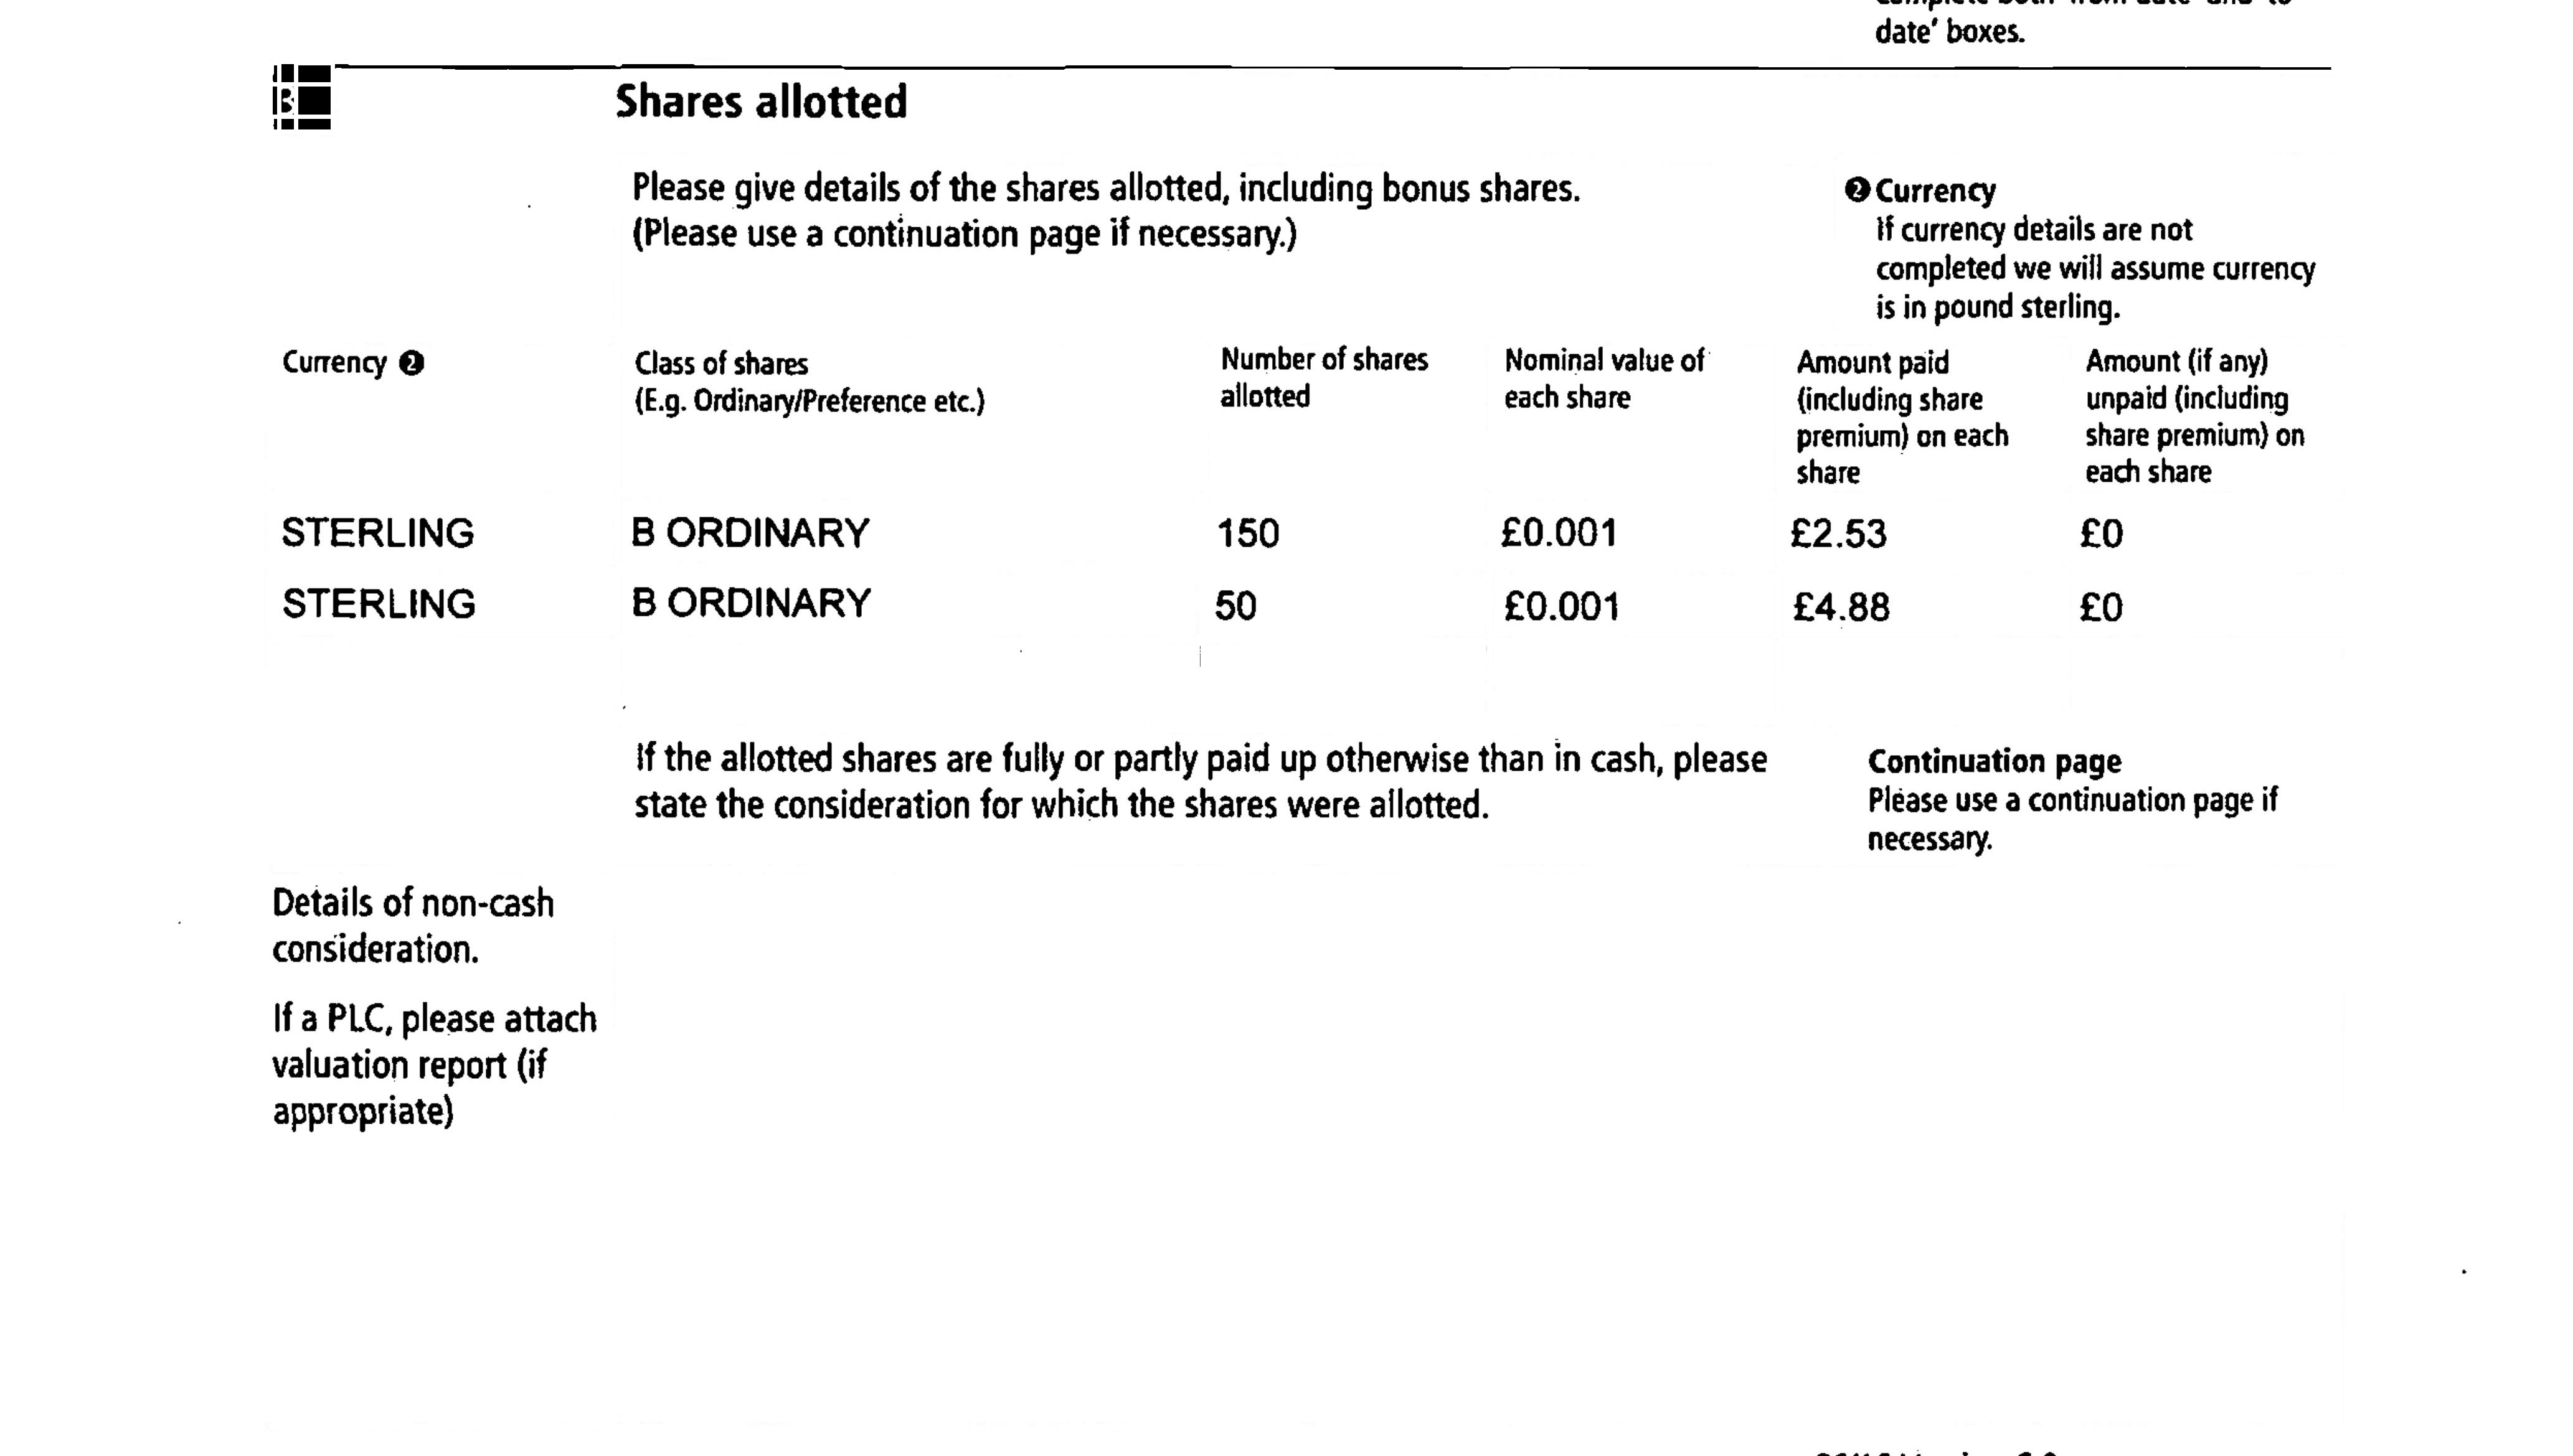 date' boxes.
Shares allotted
Please give details of the shares allotted, including bonus shares.
(Please use a continuation page if necessary.)
❷ Currency
If currency details are not
completed we will assume currency
is in pound sterling.
Currency ❷
Class of shares
(E.g. Ordinary/Preference etc.)
Number of shares
allotted
Nominal value of
each share
Amount paid
(including share
premium) on each
share
Amount (if any)
unpaid (including
share premium) on
each share
STERLING B ORDINARY 150 £0.001 £2.53 £0
STERLING B ORDINARY 50 £0.001 £4.88 £0
If the allotted shares are fully or partly paid up otherwise than in cash, please
state the consideration for which the shares were allotted.
Continuation page
Please use a continuation page if
necessary.
Details of non-cash
consideration.
If a PLC, please attach
valuation report (if
appropriate)